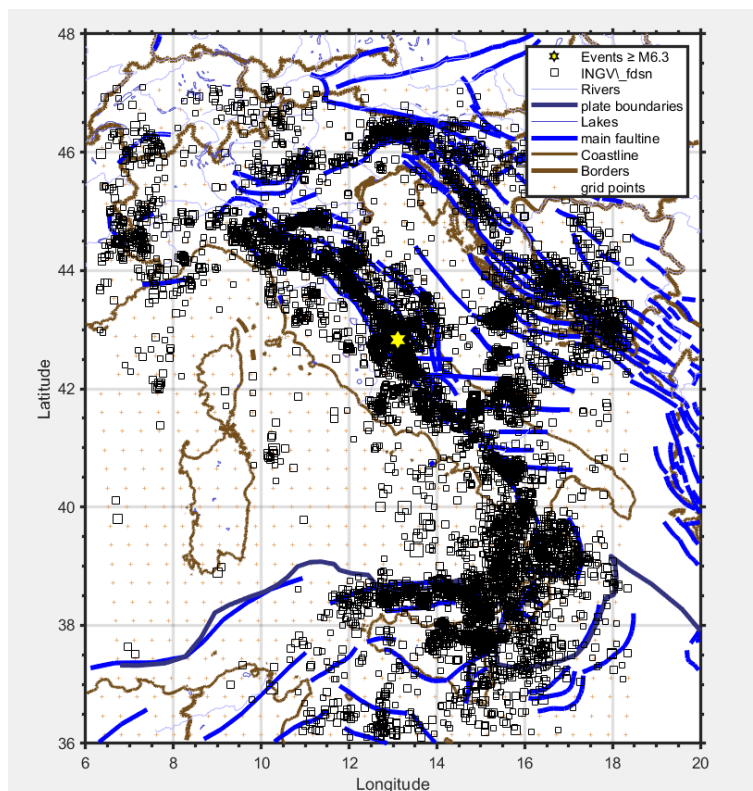 48
46
44
42
40
38
36
6
8
10
12
14
16
18
20
Latitude
Longitude
Events ≥ M6.3
INGV\_fdsn
Rivers
plate boundaries
Lakes
main faultine
Coastline
Borders
grid points